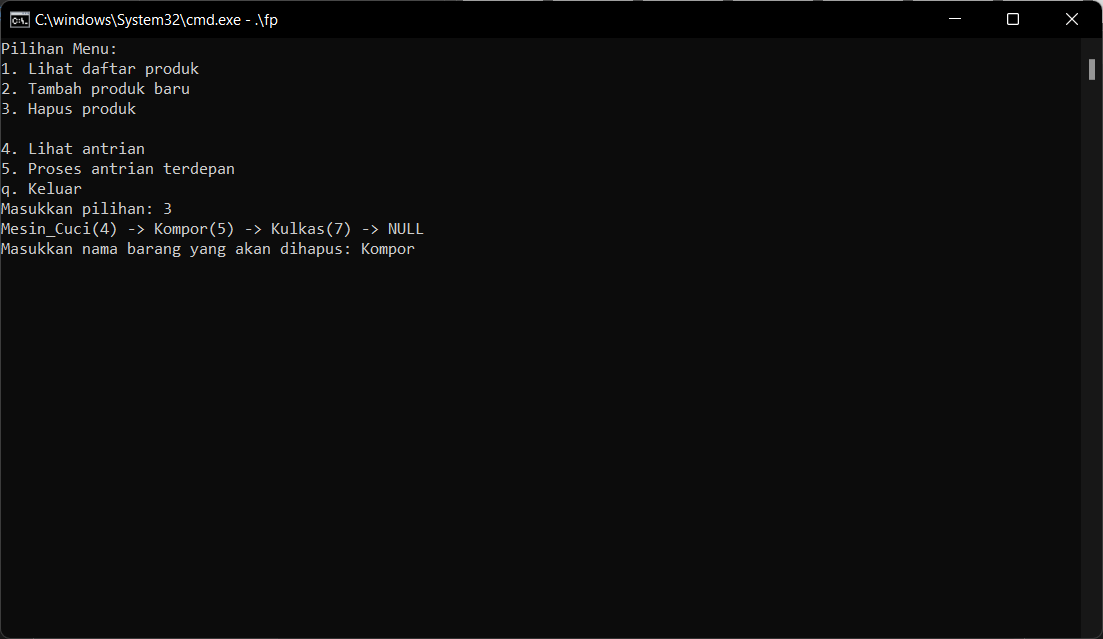 C:\windows\System32\cmd.exe - .\fp
Pilihan Menu:
1. Lihat daftar produk
2. Tambah produk baru
3. Hapus produk
4. Lihat antrian
5. Proses antrian terdepan
q. Keluar
Masukkan pilihan: 3
Mesin_Cuci(4) -> Kompor(5) -> Kulkas(7) -> NULL
Masukkan nama barang yang akan dihapus: Kompor